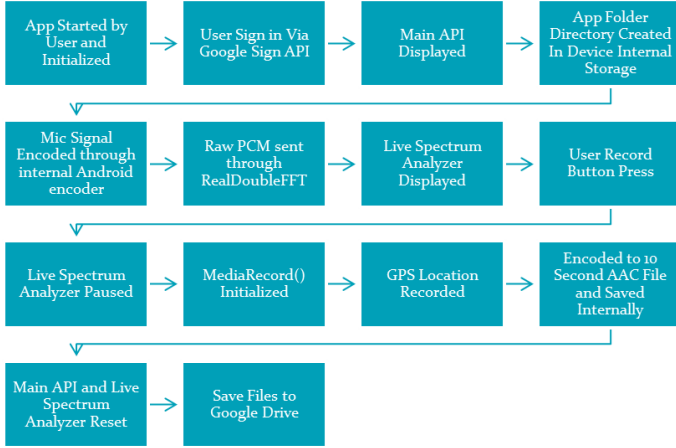 App Started by
User and
Initialized
User Sign in Via
Google Sign API
Main API
Displayed
App Folder
Directory Created
In Device Internal
Storage
Mic Signal
Encoded through
internal Android
encoder
Raw PCM sent
through
RealDoubleFFT
Live Spectrum
Analyzer
Displayed
User Record
Button Press
Live Spectrum
Analyzer Paused
MediaRecord()
Initialized
GPS Location
Recorded
Encoded to 10
Second AAC File
and Saved
Internally
Main API and Live
Spectrum
Analyzer Reset
Save Files to
Google Drive